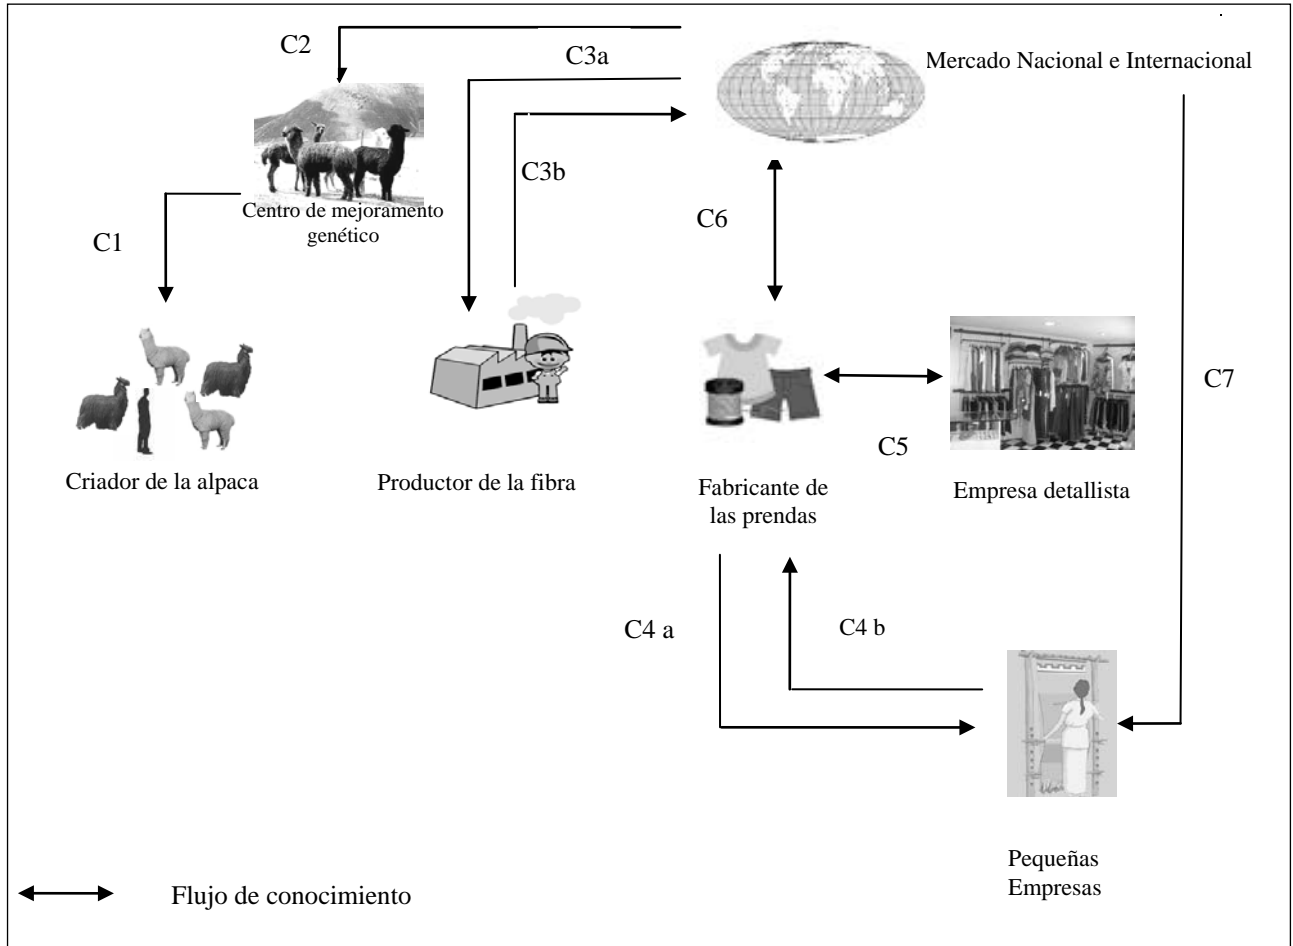 C2
C3a
Mercado Nacional e Internacional
C3b
Centro de mejoramento
genético
C6
C1
C7
C5
Criador de la alpaca
Productor de la fibra
Fabricante de
las prendas
Empresa detallista
C4 a
C4 b
Pequeñas
Empresas
Flujo de conocimiento